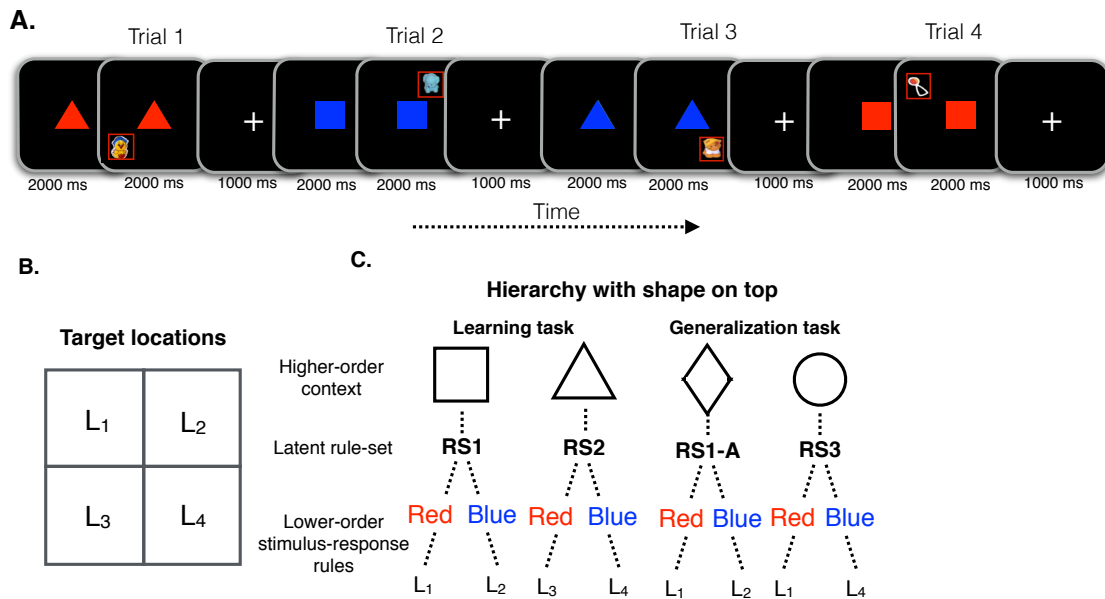 A.
Trial 1 Trial 2 Trial 3 Trial 4
2000 ms 2000 ms 1000 ms 2000 ms 2000 ms 1000 ms 2000 ms 2000 ms 1000 ms 2000 ms 2000 ms 1000 ms
Time
B.
Target locations
L1 L2
L3 L4
C.
Hierarchy with shape on top
Learning task Generalization task
Higher-order
context
Latent rule-set RS1 RS2 RS1-A RS3
Lower-order
stimulus-response
rules
Red Blue Red Blue Red Blue Red Blue
L1 L2 L3 L4 L1 L2 L1 L4